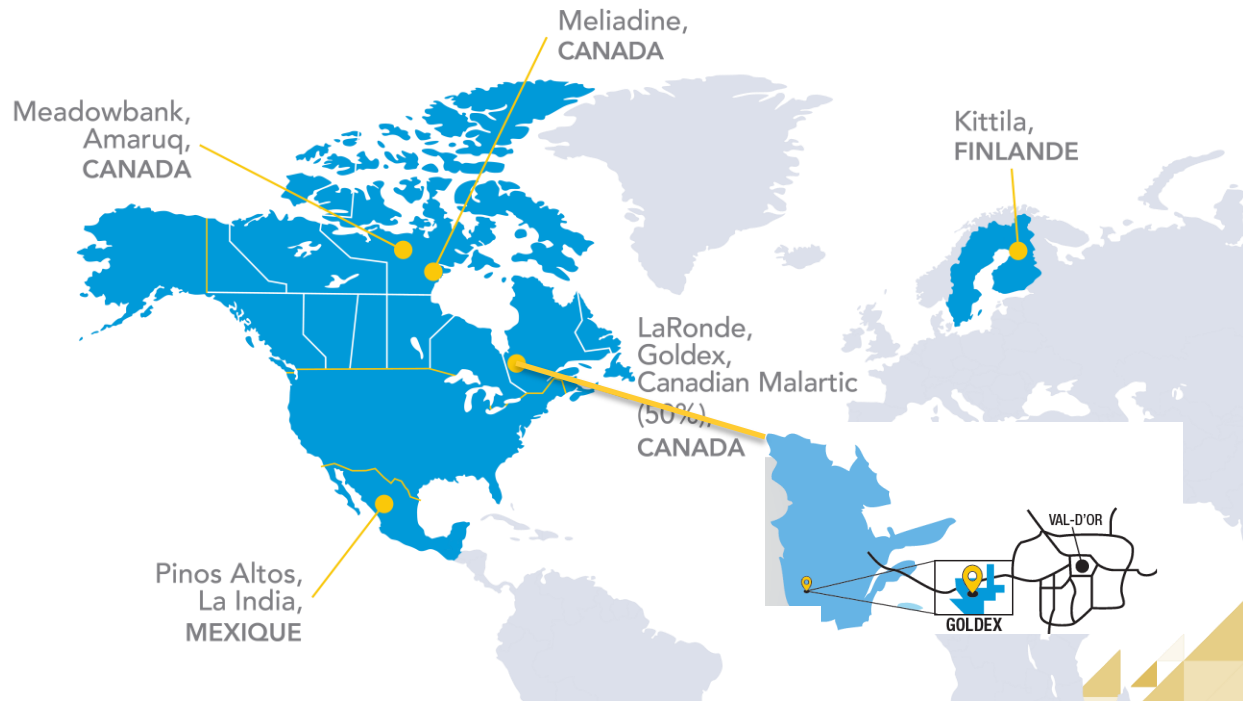 Meliadine,
CANADA
Meadowbank,
Amaruq,
CANADA
Kittila,
FINLANDE
LaRonde,
Goldex,
Canadian Malartic
(50%),
CANADA
VAL-D'OR
GOLDEX
Pinos Altos,
La India,
MEXIQUE